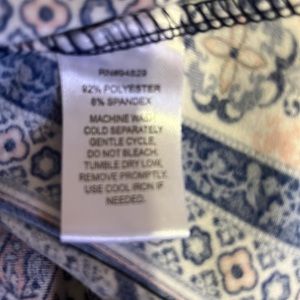 RN#94829
92% POLYESTER
8% SPANDEX
MACHINE WASH
COLD SEPARATELY
GENTLE CYCLE,
DO NOT BLEACH,
TUMBLE DRY LOW,
REMOVE PROMPTLY,
USE COOL IRON IF
NEEDED.